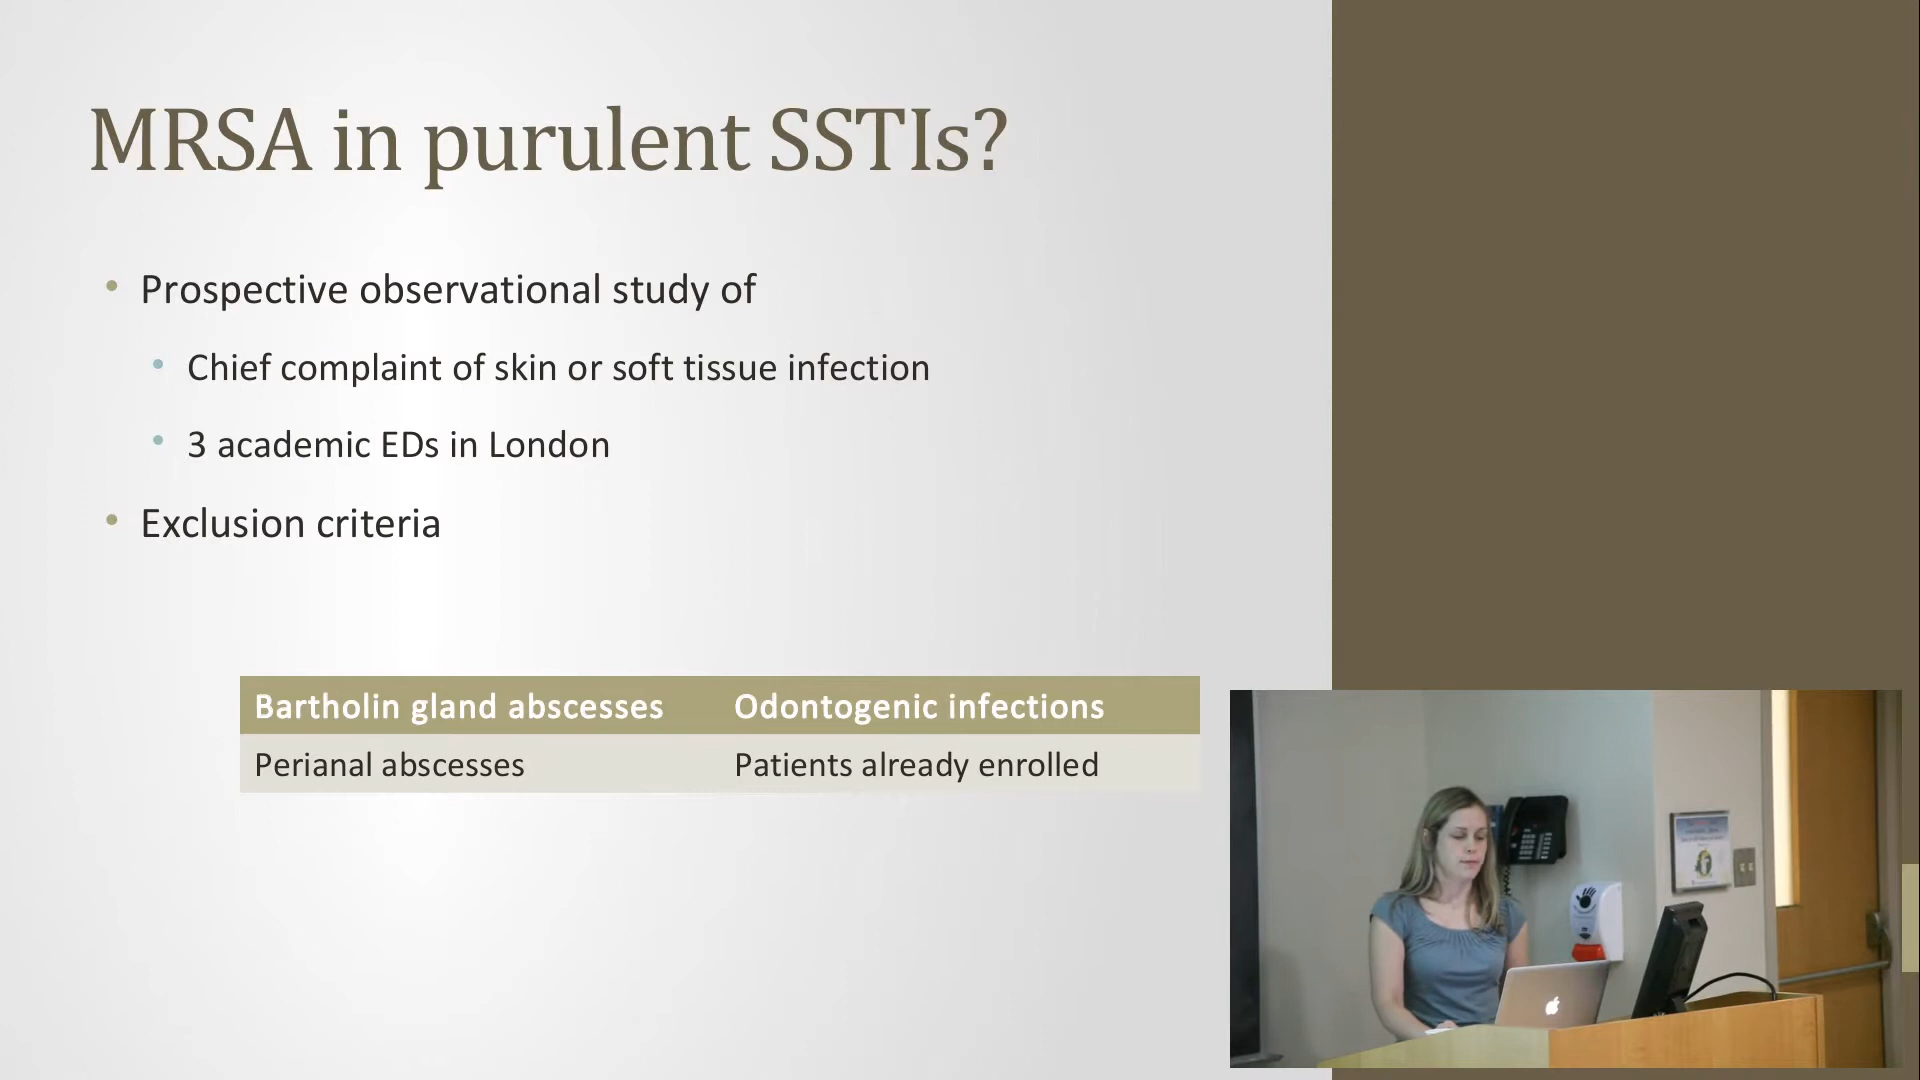 MRSA in purulent SSTIs?
• Prospective observational study of
• Chief complaint of skin or soft tissue infection
• 3 academic EDs in London
• Exclusion criteria
Bartholin gland abscesses Odontogenic infections
Perianal abscesses Patients already enrolled